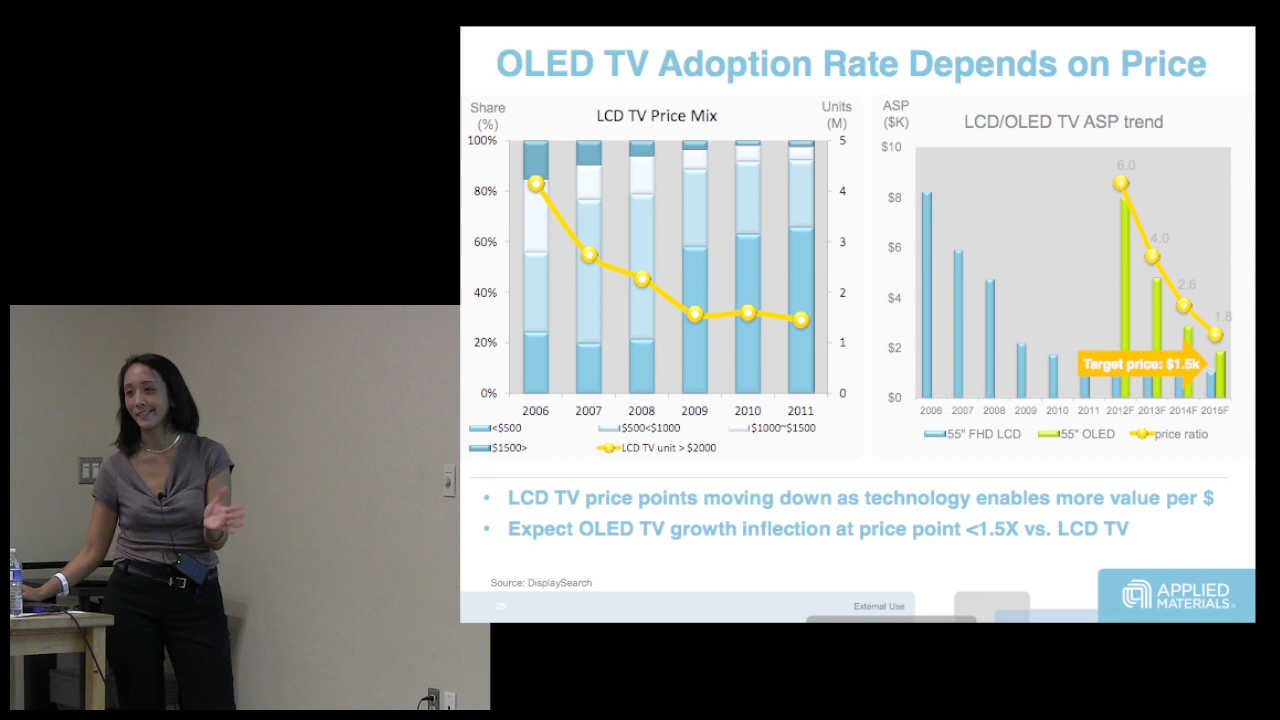 OLED TV Adoption Rate Depends on Price
Share
(%)
LCD TV Price Mix
Units
(M)
100%
80%
60%
40%
20%
0%
5
4
3
2
1
0
2006 2007 2008 2009 2010 2011
<$500 $500<$1000 $1000~$1500
$1500> LCD TV unit > $2000
ASP
($K)
LCD/OLED TV ASP trend
$10
$8
$6
$4
$2
$0
6.0
4.0
2.6
1.8
Target price: $1.5k
2006 2007 2008 2009 2010 2011 2012F 2013F 2014F 2015F
55" FHD LCD 55" OLED price ratio
• LCD TV price points moving down as technology enables more value per $
• Expect OLED TV growth inflection at price point <1.5X vs. LCD TV
Source: DisplaySearch
25
External Use
APPLIED
MATERIALS